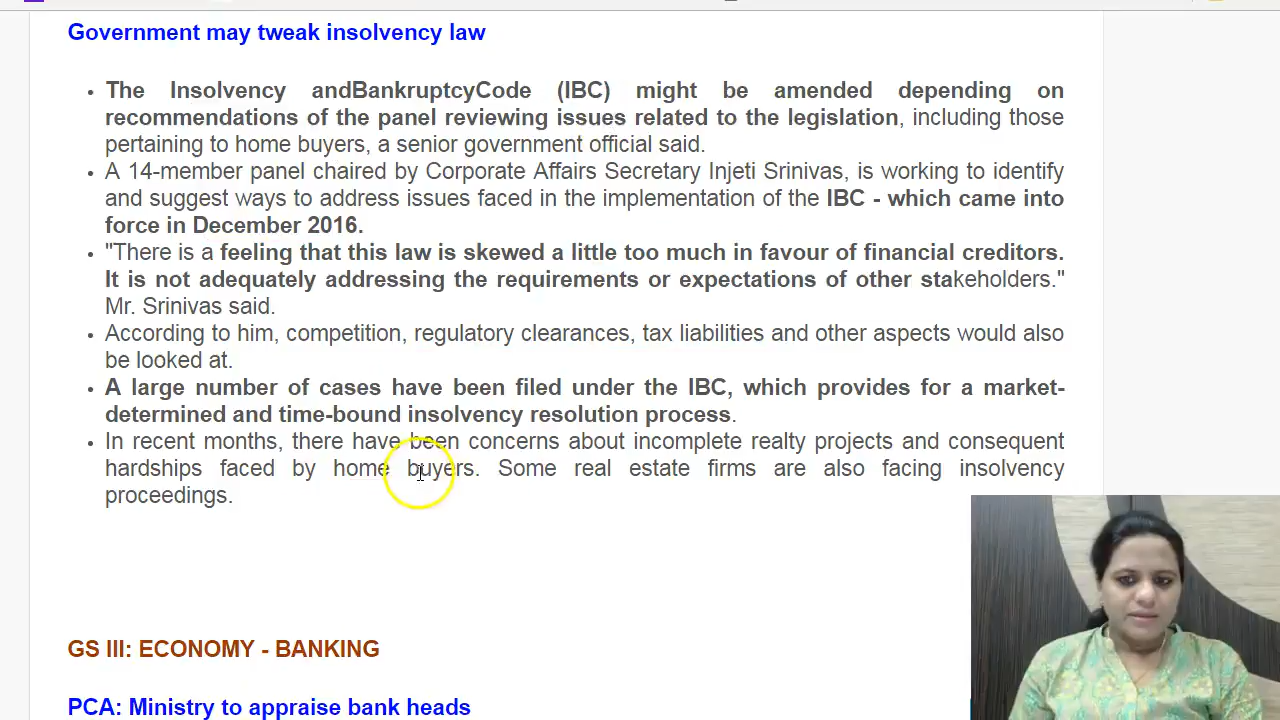 Government may tweak insolvency law
The Insolvency andBankruptcyCode (IBC) might be amended depending on
recommendations of the panel reviewing issues related to the legislation, including those
pertaining to home buyers, a senior government official said.
A 14-member panel chaired by Corporate Affairs Secretary Injeti Srinivas, is working to identify
and suggest ways to address issues faced in the implementation of the IBC - which came into
force in December 2016.
"There is a feeling that this law is skewed a little too much in favour of financial creditors.
It is not adequately addressing the requirements or expectations of other stakeholders."
Mr. Srinivas said.
According to him, competition, regulatory clearances, tax liabilities and other aspects would also
be looked at.
A large number of cases have been filed under the IBC, which provides for a market-
determined and time-bound insolvency resolution process.
In recent months, there have been concerns about incomplete realty projects and consequent
hardships faced by home buyers. Some real estate firms are also facing insolvency
proceedings.
GS III: ECONOMY - BANKING
PCA: Ministry to appraise bank heads